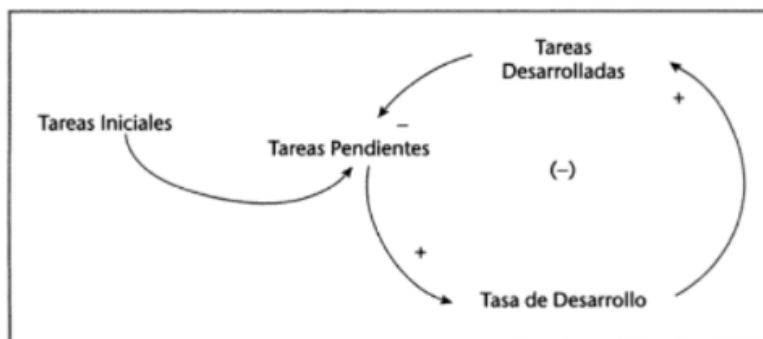 Tareas
Desarrolladas
+
Tareas Iniciales
–
Tareas Pendientes
(–)
+
Tasa de Desarrollo